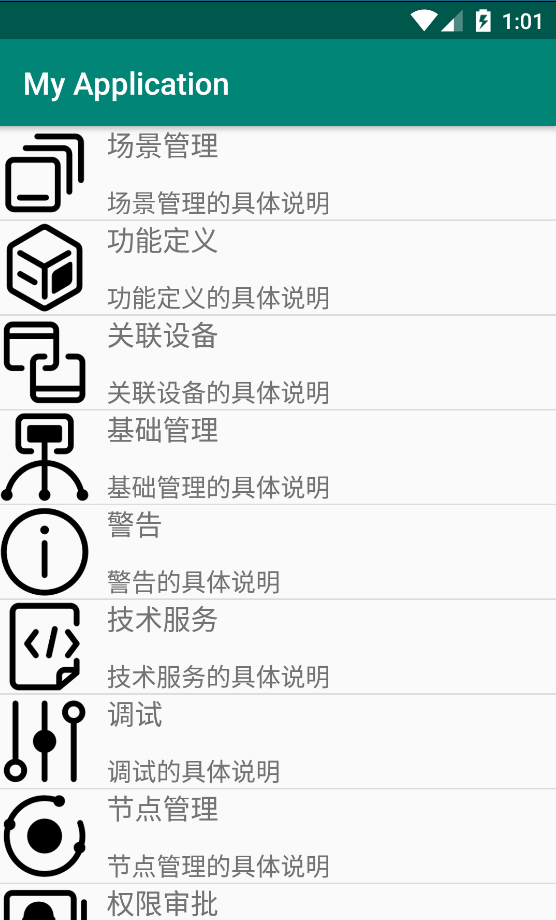 1:01
My Application
场景管理
场景管理的具体说明
功能定义
功能定义的具体说明
关联设备
关联设备的具体说明
基础管理
基础管理的具体说明
警告
警告的具体说明
技术服务
技术服务的具体说明
调试
调试的具体说明
节点管理
节点管理的具体说明
权限审批